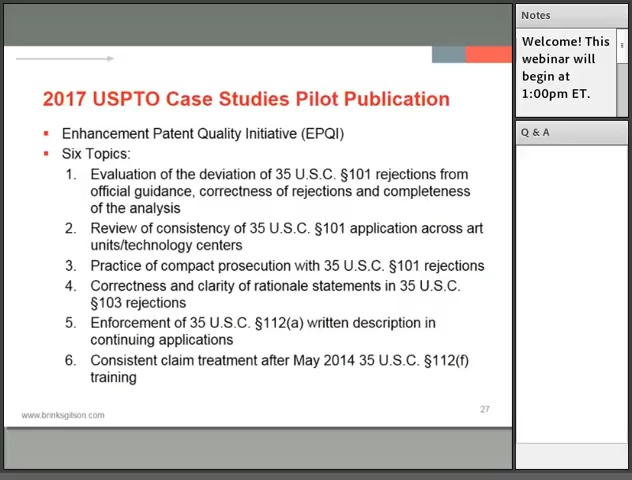 2017 USPTO Case Studies Pilot Publication
Enhancement Patent Quality Initiative (EPQI)
Six Topics:
1. Evaluation of the deviation of 35 U.S.C. §101 rejections from
official guidance, correctness of rejections and completeness
of the analysis
2. Review of consistency of 35 U.S.C. §101 application across art
units/technology centers
3. Practice of compact prosecution with 35 U.S.C. §101 rejections
4. Correctness and clarity of rationale statements in 35 U.S.C.
§103 rejections
5. Enforcement of 35 U.S.C. §112(a) written description in
continuing applications
6. Consistent claim treatment after May 2014 35 U.S.C. §112(f)
training
www.brinksgilson.com
27
Notes
Welcome! This
webinar will
begin at
1:00pm ET.
Q & A